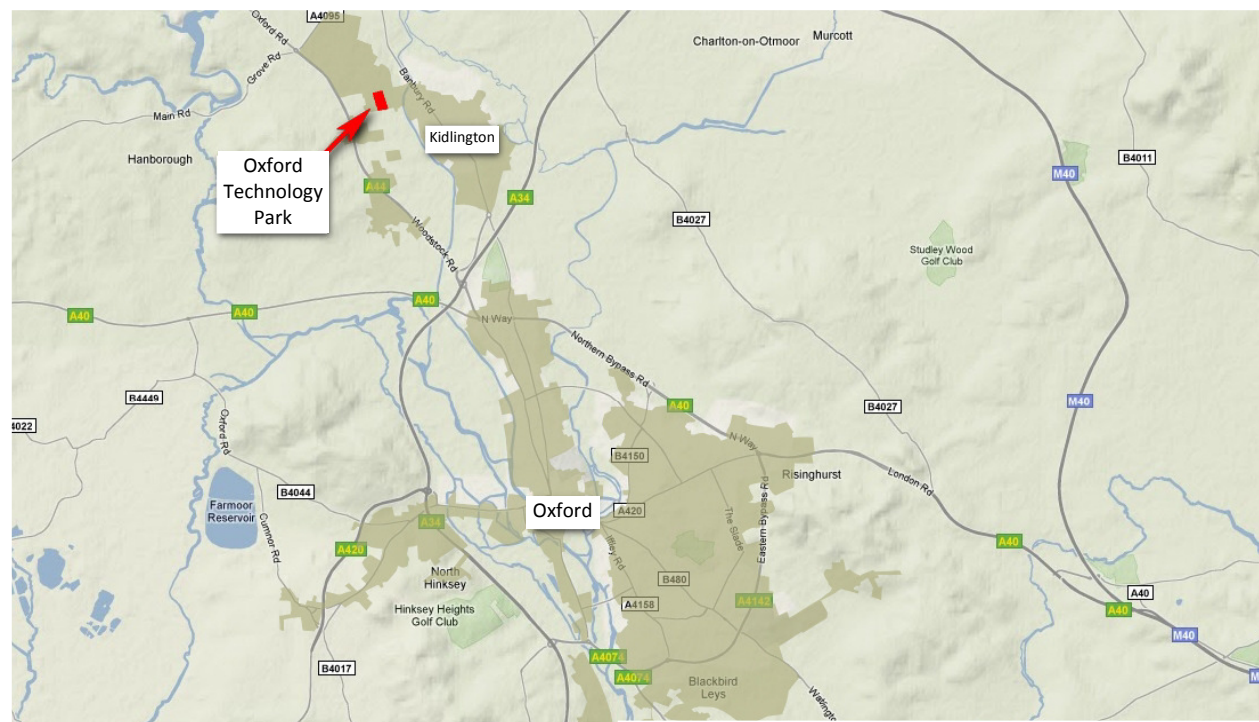 A4095
Oxford Rd
Grove Rd
Main Rd
Banbury Rd
Charlton-on-Otmoor
Murcott
Kidlington
Hanborough
Oxford
Technology
Park
A44
A34
B4027
B4011
M40
Woodstock Rd
Studley Wood
Golf Club
A40
A40
A40
N Way
Northern Bypass Rd
B4449
4022
Oxford Rd
A40
B4027
M40
N Way
B4150
Risinghurst
London Rd
B4044
Farmoor
Reservoir
Cumnor Rd
Oxford
A420
A34
Iffley Rd
The Slade
Eastern Bypass Rd
A420
A40
North
Hinksey
B480
Hinksey Heights
Golf Club
A4158
A4142
A40
A40
M40
B4017
A4074
A4074
Blackbird
Leys
M